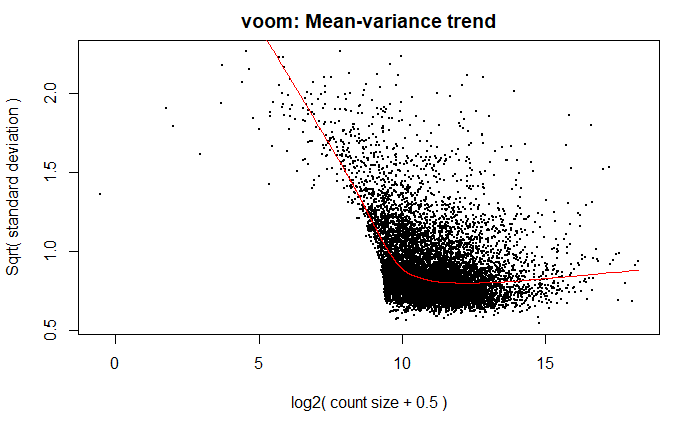 voom: Mean-variance trend
Sqrt( standard deviation )
2.0
1.5
1.0
0.5
0 5 10 15
log2( count size + 0.5 )